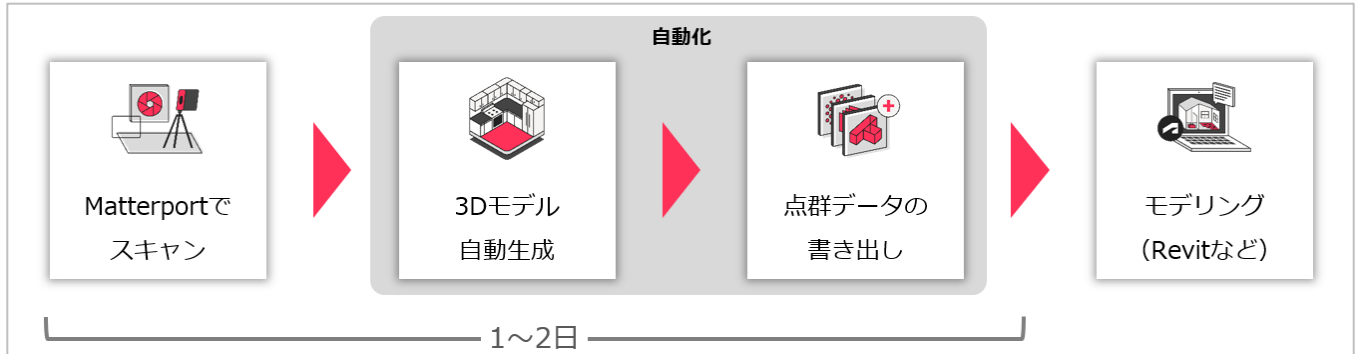 自動化
Matterportで
スキャン
3Dモデル
自動生成
点群データの
書き出し
モデリング
（Revitなど）
1～2日